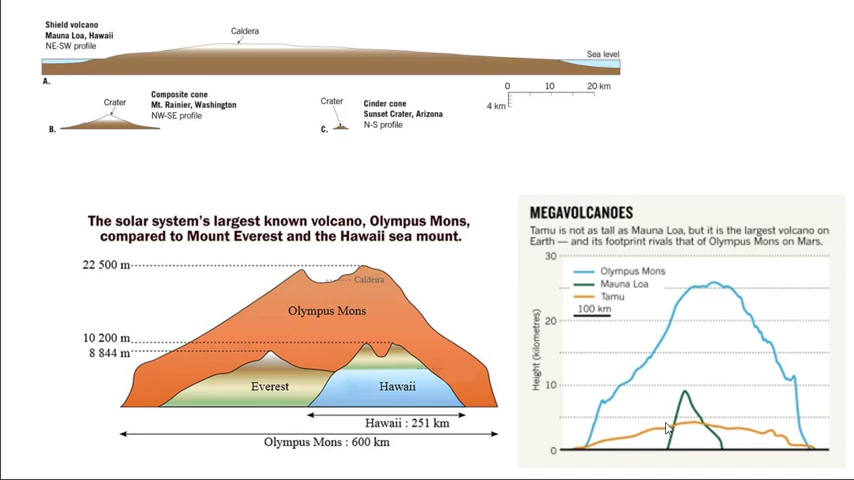 Shield volcano
Mauna Loa, Hawaii
NE-SW profile
Caldera
Sea level
A.
0 10 20 km
4 km
Crater
Composite cone
Mt. Rainier, Washington
NW-SE profile
B.
Crater
Cinder cone
Sunset Crater, Arizona
N-S profile
C.
The solar system's largest known volcano, Olympus Mons,
compared to Mount Everest and the Hawaii sea mount.
22 500 m
Caldeira
Olympus Mons
10 200 m
8 844 m
Everest
Hawaii
Hawaii : 251 km
Olympus Mons : 600 km
MEGAVOLCANOES
Tamu is not as tall as Mauna Loa, but it is the largest volcano on
Earth — and its footprint rivals that of Olympus Mons on Mars.
30
Olympus Mons
Mauna Loa
Tamu
100 km
20
10
0
Height (kilometres)